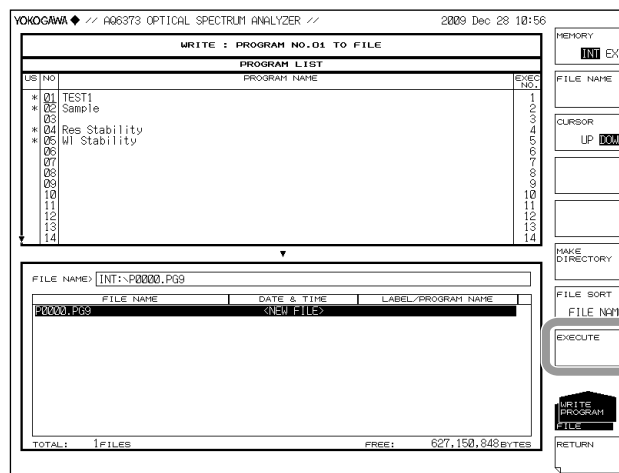 YOKOGAWA ◆ // AQ6373 OPTICAL SPECTRUM ANALYZER // 2009 Dec 28 10:56
WRITE : PROGRAM NO.01 TO FILE
PROGRAM LIST
US NO PROGRAM NAME EXEC NO.
* 01 TEST1 1
* 02 Sample 2
03 3
* 04 Res Stability 4
* 05 Wl Stability 5
06 6
07 7
08 8
09 9
10 10
11 11
12 12
13 13
14 14
FILE NAME> INT:\P0000.PG9
FILE NAME DATE & TIME LABEL/PROGRAM NAME
P0000.PG9 <NEW FILE>
TOTAL: 1FILES FREE: 627,150,848BYTES
MEMORY
INT EX
FILE NAME
CURSOR
UP DOW
MAKE
DIRECTORY
FILE SORT
FILE NAM
EXECUTE
WRITE
PROGRAM
FILE
RETURN